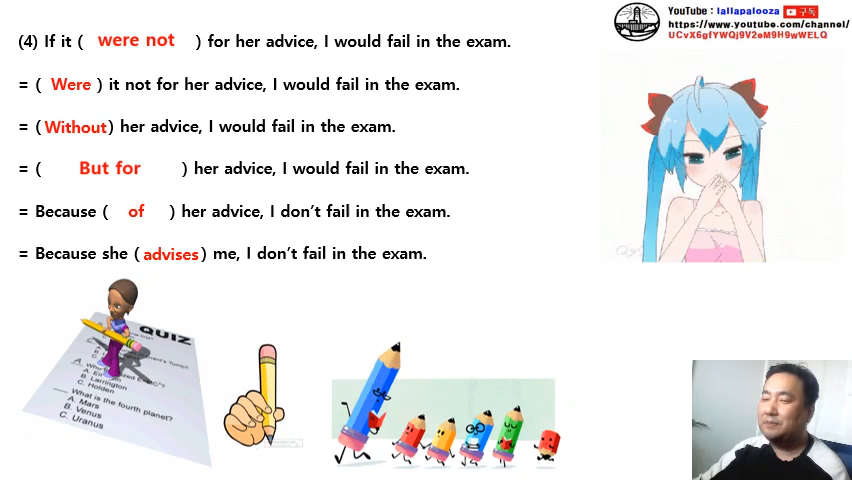 YouTube : lallapalooza 구독
https://www.youtube.com/channel/
UCvX6gfYWQj9V2eM9H9wWELQ
(4) If it ( were not ) for her advice, I would fail in the exam.
= ( Were ) it not for her advice, I would fail in the exam.
= (Without) her advice, I would fail in the exam.
= ( But for ) her advice, I would fail in the exam.
= Because ( of ) her advice, I don't fail in the exam.
= Because she (advises) me, I don't fail in the exam.
QUIZ
C. Holden
What is the fourth planet?
A. Mars
B. Venus
C. Uranus